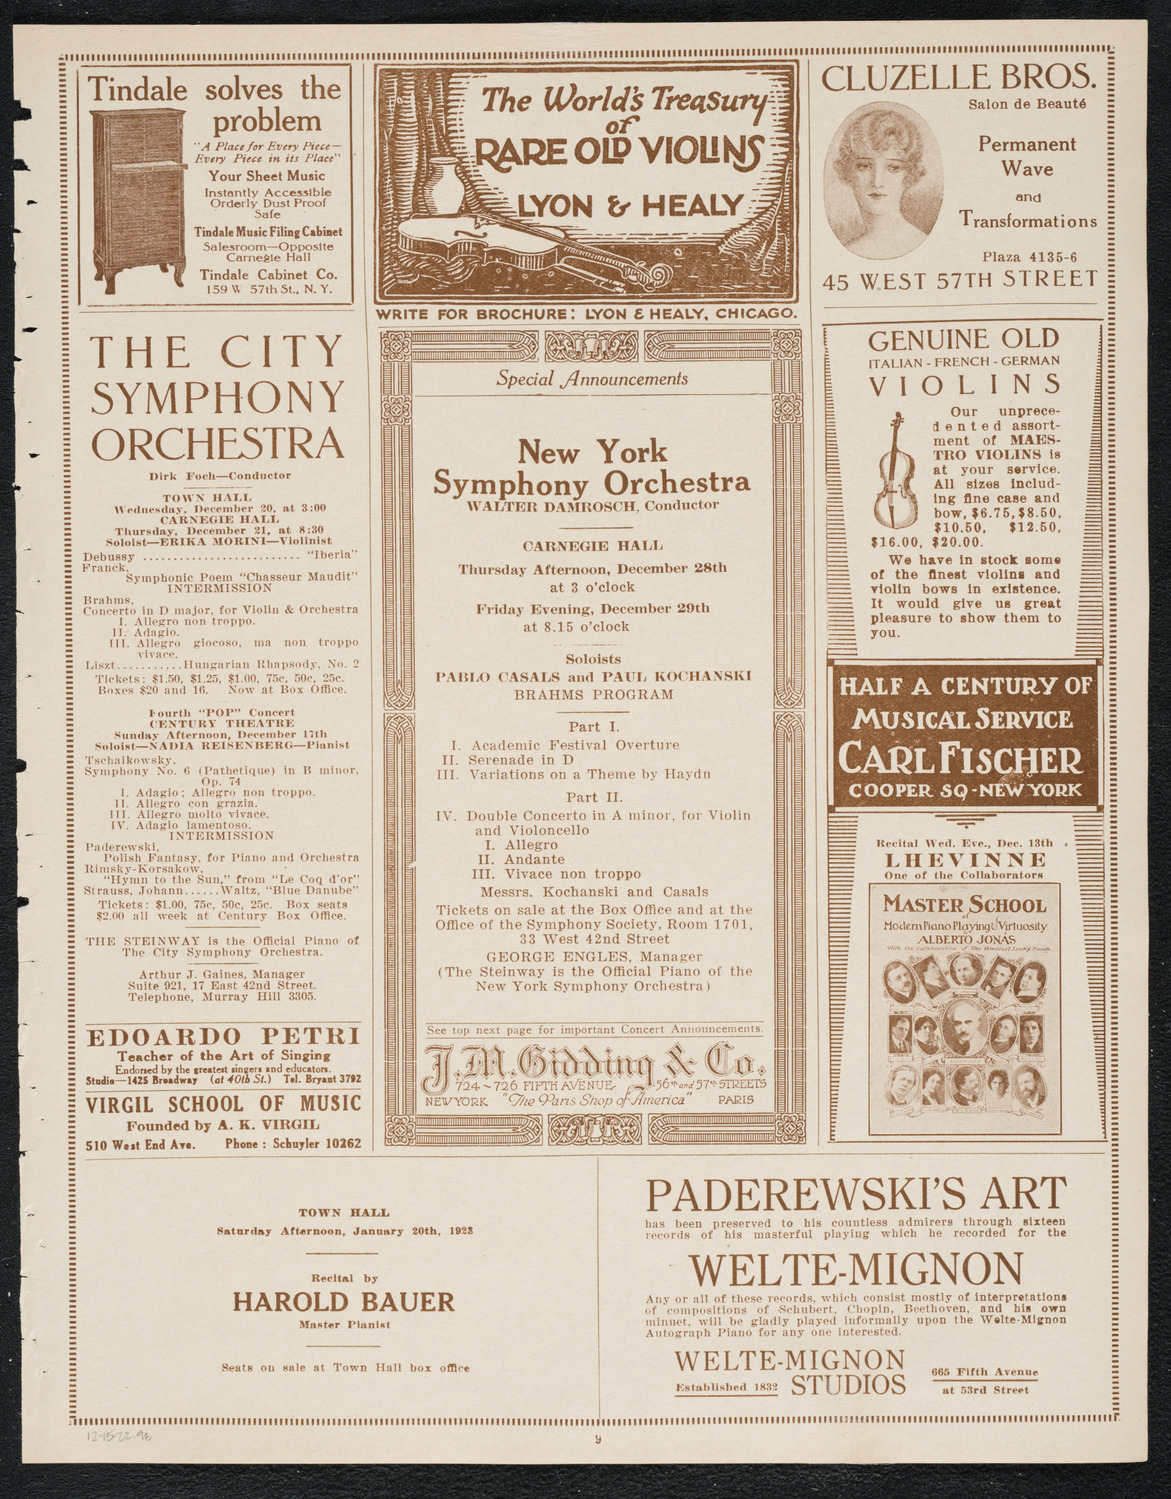 Tindale solves the
problem
"A Place for Every Piece—
Every Piece in its Place"
Your Sheet Music
Instantly Accessible
Orderly Dust Proof
Safe
Tindale Music Filing Cabinet
Salesroom—Opposite
Carnegie Hall
Tindale Cabinet Co.
159 W 57th St., N. Y.
The World's Treasury
of
RARE OLD VIOLINS
LYON & HEALY
WRITE FOR BROCHURE: LYON & HEALY, CHICAGO.
CLUZELLE BROS.
Salon de Beauté
Permanent
Wave
and
Transformations
Plaza 4135-6
45 WEST 57TH STREET
THE CITY
SYMPHONY
ORCHESTRA
Dirk Foch—Conductor
TOWN HALL
Wednesday, December 20, at 3:00
CARNEGIE HALL
Thursday, December 21, at 8:30
Soloist—ERIKA MORINI—Violinist
Debussy ............................ "Iberia"
Franck,
Symphonic Poem "Chasseur Maudit"
INTERMISSION
Brahms,
Concerto in D major, for Violin & Orchestra
I. Allegro non troppo.
II. Adagio.
III. Allegro giocoso, ma non troppo
vivace.
Liszt...........Hungarian Rhapsody, No. 2
Tickets: $1.50, $1.25, $1.00, 75c, 50c, 25c.
Boxes $20 and 16. Now at Box Office.
Fourth "POP" Concert
CENTURY THEATRE
Sunday Afternoon, December 17th
Soloist—NADIA REISENBERG—Pianist
Tschaikowsky,
Symphony No. 6 (Pathetique) in B minor,
Op. 74
I. Adagio; Allegro non troppo.
II. Allegro con grazia.
III. Allegro molto vivace.
IV. Adagio lamentoso.
INTERMISSION
Paderewski,
Polish Fantasy, for Piano and Orchestra
Rimsky-Korsakow,
"Hymn to the Sun," from "Le Coq d'or"
Strauss, Johann......Waltz, "Blue Danube"
Tickets: $1.00, 75c, 50c, 25c. Box seats
$2.00 all week at Century Box Office.
THE STEINWAY is the Official Piano of
The City Symphony Orchestra.
Arthur J. Gaines, Manager
Suite 921, 17 East 42nd Street.
Telephone, Murray Hill 3305.
EDOARDO PETRI
Teacher of the Art of Singing
Endorsed by the greatest singers and educators.
Studio—1425 Broadway (at 40th St.) Tel. Bryant 3792
VIRGIL SCHOOL OF MUSIC
Founded by A. K. VIRGIL
510 West End Ave. Phone: Schuyler 10262
Special Announcements
New York
Symphony Orchestra
WALTER DAMROSCH, Conductor
CARNEGIE HALL
Thursday Afternoon, December 28th
at 3 o'clock
Friday Evening, December 29th
at 8.15 o'clock
Soloists
PABLO CASALS and PAUL KOCHANSKI
BRAHMS PROGRAM
Part I.
I. Academic Festival Overture
II. Serenade in D
III. Variations on a Theme by Haydn
Part II.
IV. Double Concerto in A minor, for Violin
and Violoncello
I. Allegro
II. Andante
III. Vivace non troppo
Messrs. Kochanski and Casals
Tickets on sale at the Box Office and at the
Office of the Symphony Society, Room 1701,
33 West 42nd Street
GEORGE ENGLES, Manager
(The Steinway is the Official Piano of the
New York Symphony Orchestra)
See top next page for important Concert Announcements.
J.M. Gidding & Co.
724-726 FIFTH AVENUE 56th and 57th STREETS
NEW YORK "The Paris Shop of America" PARIS
GENUINE OLD
ITALIAN - FRENCH - GERMAN
VIOLINS
Our unprece-
dented assort-
ment of MAES-
TRO VIOLINS is
at your service.
All sizes includ-
ing fine case and
bow, $6.75, $8.50,
$10.50, $12.50,
$16.00, $20.00.
We have in stock some
of the finest violins and
violin bows in existence.
It would give us great
pleasure to show them to
you.
HALF A CENTURY OF
MUSICAL SERVICE
CARL FISCHER
COOPER SQ-NEW YORK
Recital Wed. Eve., Dec. 13th
LHEVINNE
One of the Collaborators
MASTER SCHOOL
of
Modern Piano Playing & Virtuosity
ALBERTO JONÁS
With the collaboration of The Greatest Living Pianists
TOWN HALL
Saturday Afternoon, January 20th, 1923
Recital by
HAROLD BAUER
Master Pianist
Seats on sale at Town Hall box office
PADEREWSKI'S ART
has been preserved to his countless admirers through sixteen
records of his masterful playing which he recorded for the
WELTE-MIGNON
Any or all of these records, which consist mostly of interpretations
of compositions of Schubert, Chopin, Beethoven, and his own
minuet, will be gladly played informally upon the Welte-Mignon
Autograph Piano for any one interested.
WELTE-MIGNON
Established 1832 STUDIOS
665 Fifth Avenue
at 53rd Street
9
12-15-22.9e